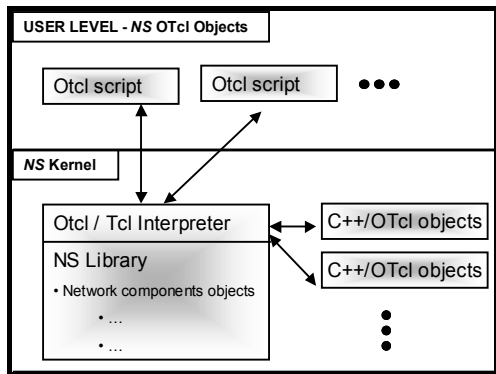 USER LEVEL - NS OTcl Objects
Otcl script
Otcl script
NS Kernel
Otcl / Tcl Interpreter
NS Library
• Network components objects
• ...
• ...
C++/OTcl objects
C++/OTcl objects